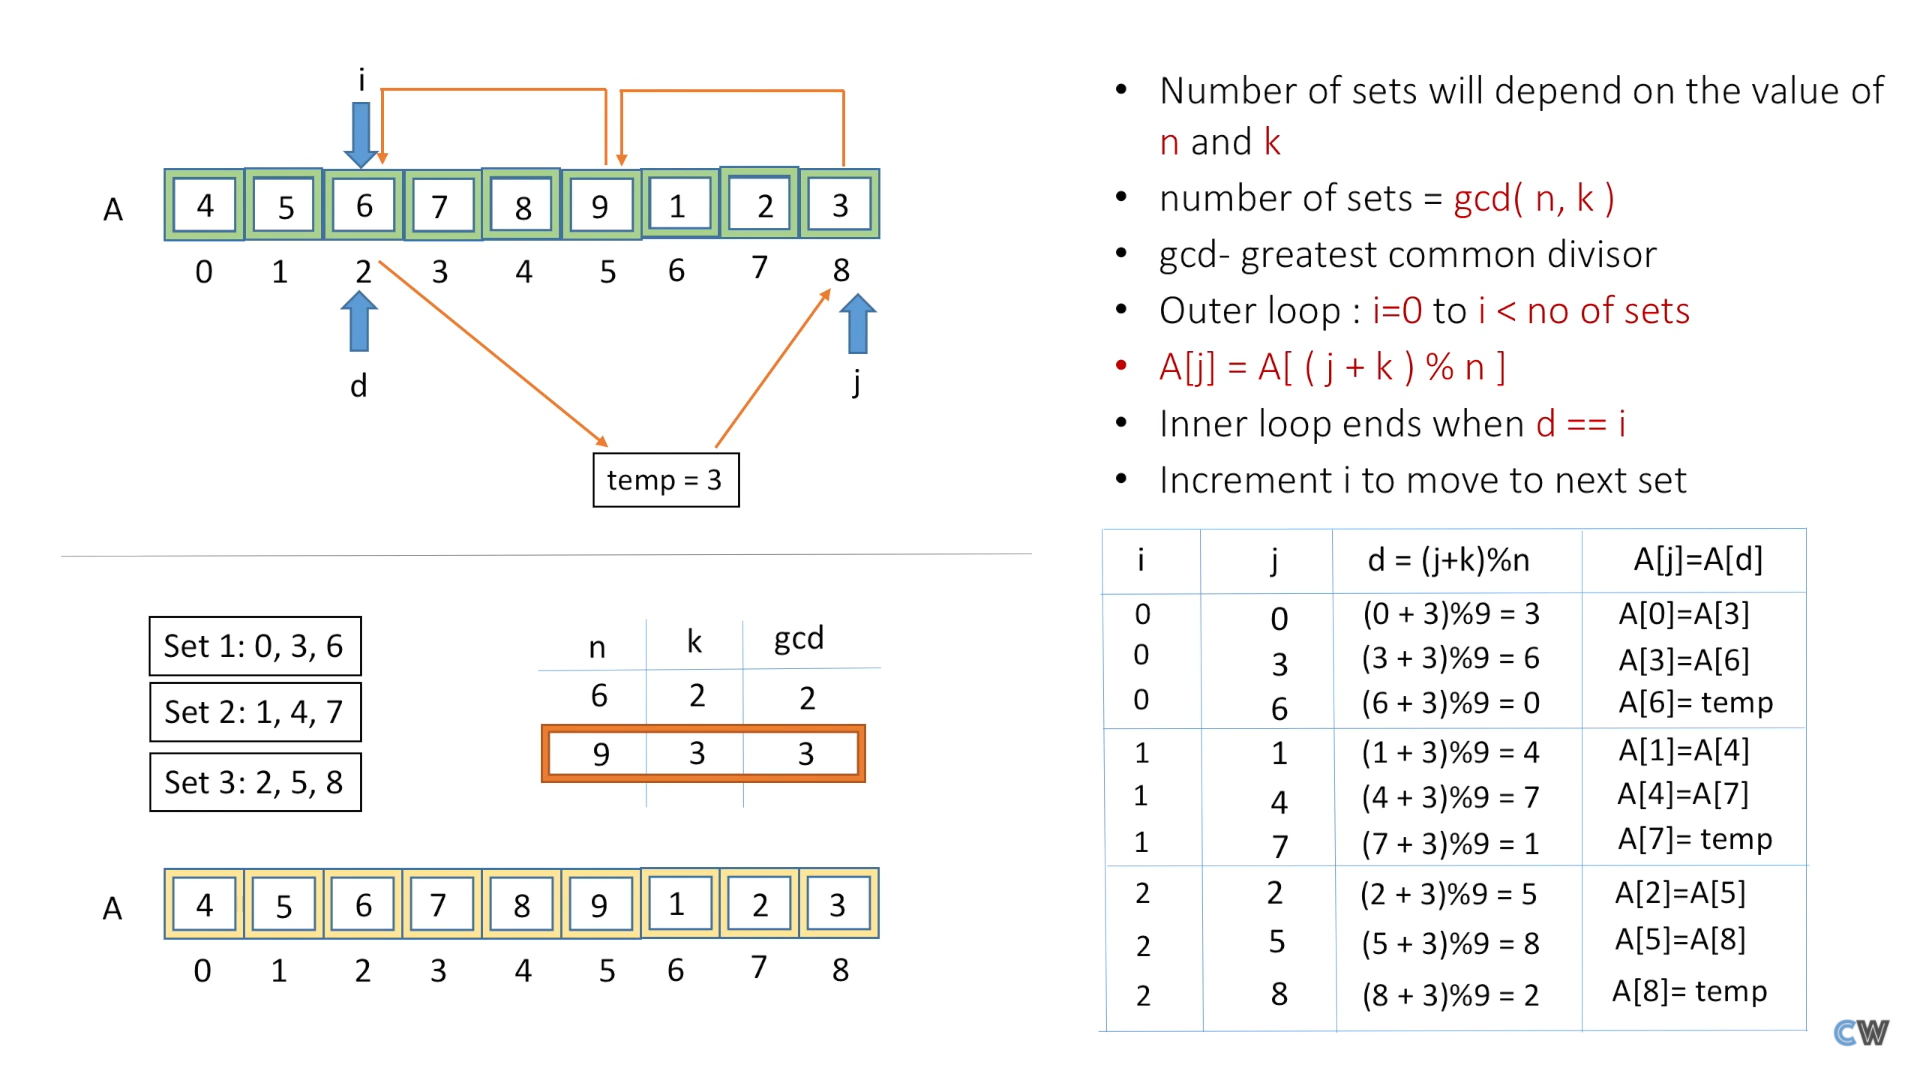 i
A 4 5 6 7 8 9 1 2 3
0 1 2 3 4 5 6 7 8
d j
temp = 3
Set 1: 0, 3, 6
Set 2: 1, 4, 7
Set 3: 2, 5, 8
n k gcd
6 2 2
9 3 3
A 4 5 6 7 8 9 1 2 3
0 1 2 3 4 5 6 7 8
• Number of sets will depend on the value of
n and k
• number of sets = gcd( n, k )
• gcd- greatest common divisor
• Outer loop : i=0 to i < no of sets
• A[j] = A[ ( j + k ) % n ]
• Inner loop ends when d == i
• Increment i to move to next set
i j d = (j+k)%n A[j]=A[d]
0 0 (0 + 3)%9 = 3 A[0]=A[3]
0 3 (3 + 3)%9 = 6 A[3]=A[6]
0 6 (6 + 3)%9 = 0 A[6]= temp
1 1 (1 + 3)%9 = 4 A[1]=A[4]
1 4 (4 + 3)%9 = 7 A[4]=A[7]
1 7 (7 + 3)%9 = 1 A[7]= temp
2 2 (2 + 3)%9 = 5 A[2]=A[5]
2 5 (5 + 3)%9 = 8 A[5]=A[8]
2 8 (8 + 3)%9 = 2 A[8]= temp
CW